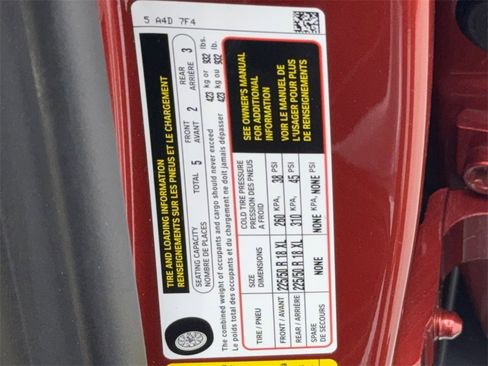 5 A4D 7F4
TIRE AND LOADING INFORMATION
RENSEIGNEMENTS SUR LES PNEUS ET LE CHARGEMENT
SEATING CAPACITY
NOMBRE DE PLACES
TOTAL 5
FRONT
AVANT 2
REAR
ARRIÈRE 3
The combined weight of occupants and cargo should never exceed 423 kg or 932 lbs.
Le poids total des occupants et du chargement ne doit jamais dépasser 423 kg ou 932 lb.
TIRE / PNEU
SIZE
DIMENSIONS
COLD TIRE PRESSURE
PRESSION DES PNEUS
A FROID
FRONT / AVANT 225/50 R 18 XL 260 KPA, 38 PSI
REAR / ARRIÈRE 225/50 R 18 XL 310 KPA, 45 PSI
SPARE
DE SECOURS
NONE
NONE KPA, NONE PSI
SEE OWNER'S MANUAL
FOR ADDITIONAL
INFORMATION
VOIR LE MANUEL DE
L'USAGER POUR PLUS
DE RENSEIGNEMENTS